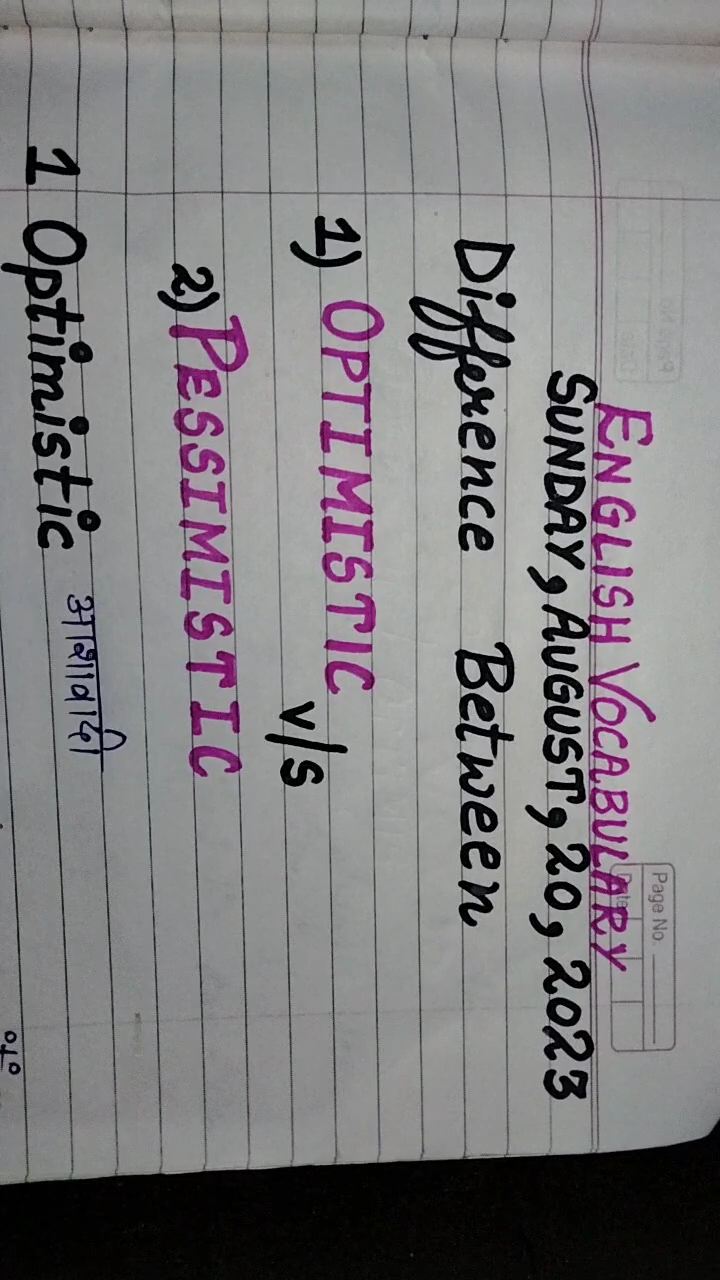 Page No.
Date
ENGLISH VOCABULARY
SUNDAY, AUGUST, 20, 2023
Difference Between
1) OPTIMISTIC
v/s
2) PESSIMISTIC
1 Optimistic आशावादी